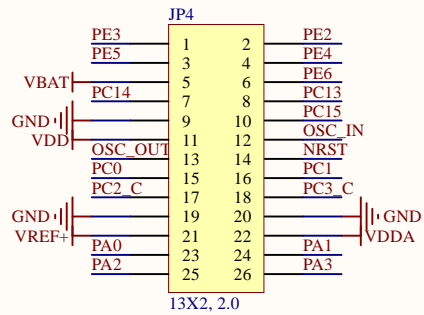 JP4
PE3 1 2 PE2
PE5 3 4 PE4
VBAT 5 6 PE6
PC14 7 8 PC13
GND 9 10 PC15
VDD 11 12 OSC_IN
OSC_OUT 13 14 NRST
PC0 15 16 PC1
PC2_C 17 18 PC3_C
GND 19 20 GND
VREF+ 21 22 VDDA
PA0 23 24 PA1
PA2 25 26 PA3
13X2, 2.0